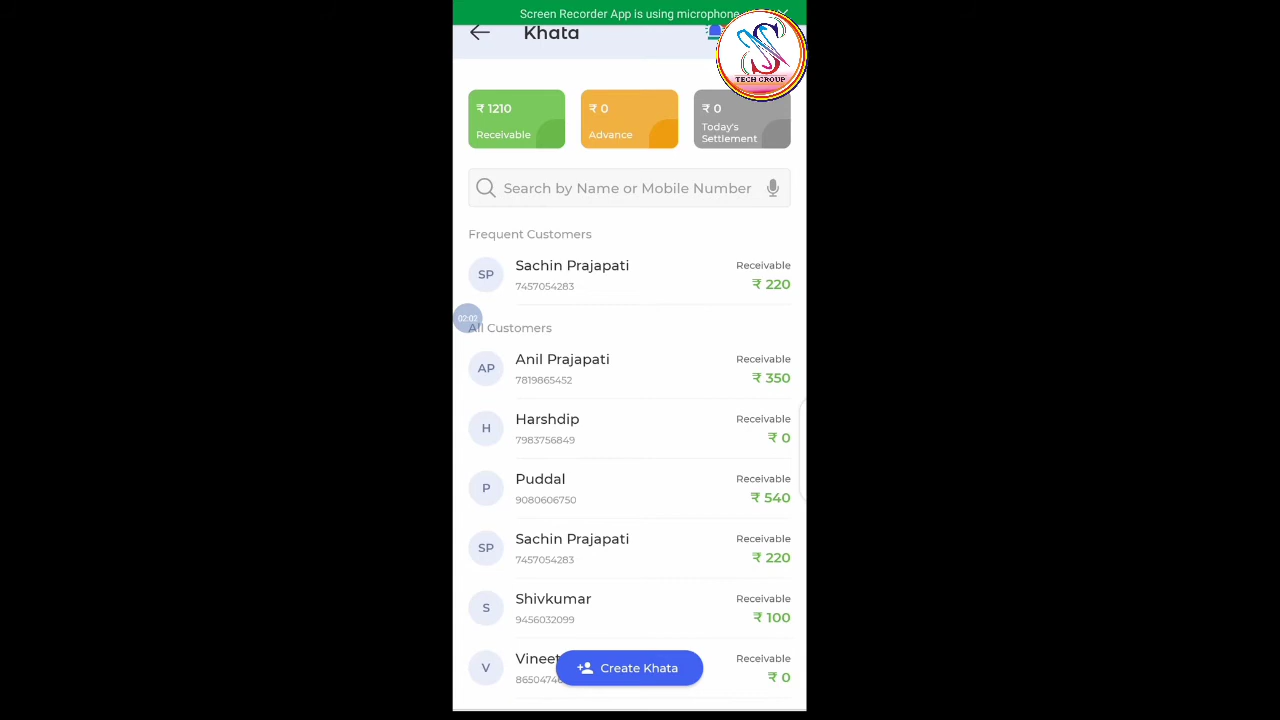 Screen Recorder App is using microphone
Khata
TECH GROUP
₹ 1210
Receivable
₹ 0
Advance
₹ 0
Today's
Settlement
Search by Name or Mobile Number
Frequent Customers
SP
Sachin Prajapati
7457054283
Receivable
₹ 220
02:02
All Customers
AP
Anil Prajapati
7819865452
Receivable
₹ 350
H
Harshdip
7983756849
Receivable
₹ 0
P
Puddal
9080606750
Receivable
₹ 540
SP
Sachin Prajapati
7457054283
Receivable
₹ 220
S
Shivkumar
9456032099
Receivable
₹ 100
V
Vineet
Receivable
₹ 0
Create Khata